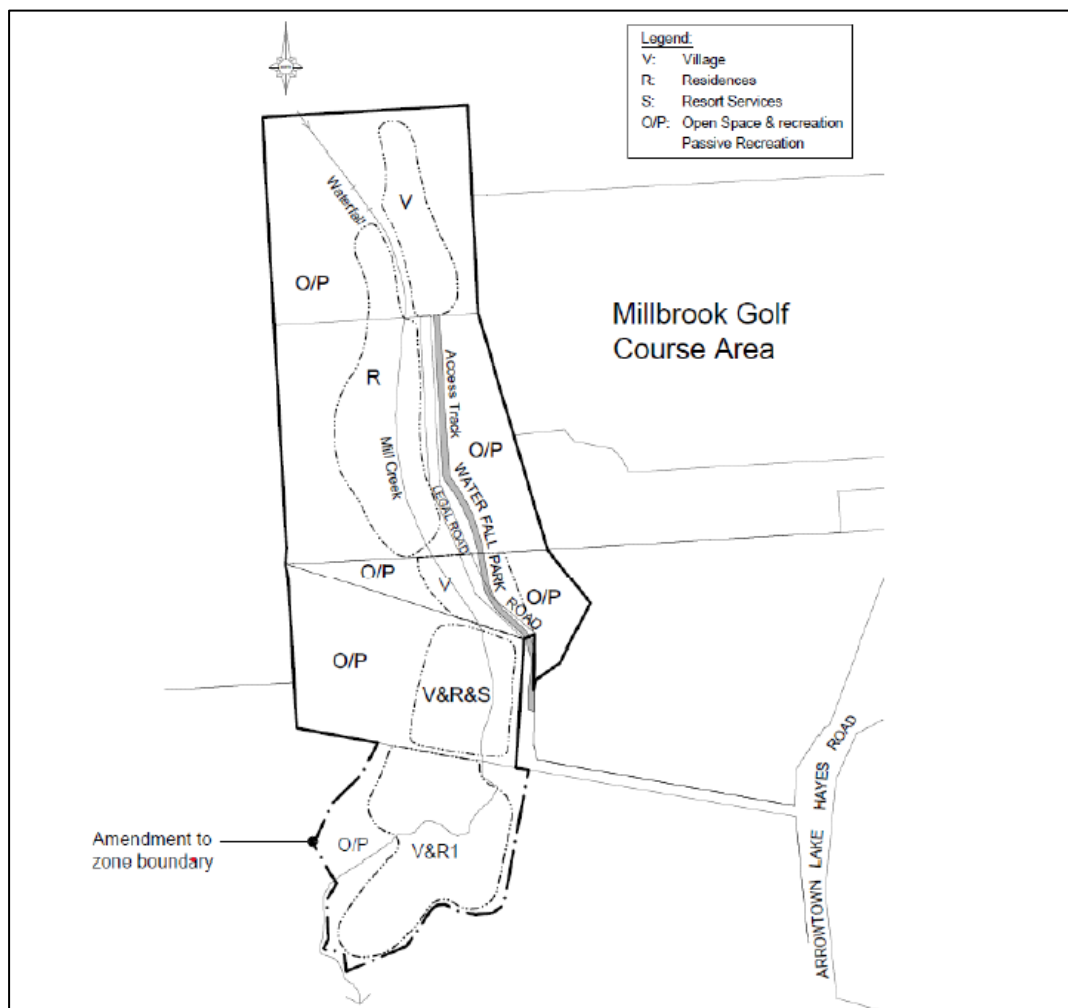 Legend:
V: Village
R: Residences
S: Resort Services
O/P: Open Space & recreation
Passive Recreation
Waterfall
V
O/P
Millbrook Golf
Course Area
R
Access Track
O/P
Mill Creek
LEGAL ROAD
WATER FALL PARK ROAD
O/P
V
O/P
O/P
V&R&S
ARROWTOWN LAKE HAYES ROAD
Amendment to
zone boundary
O/P
V&R1